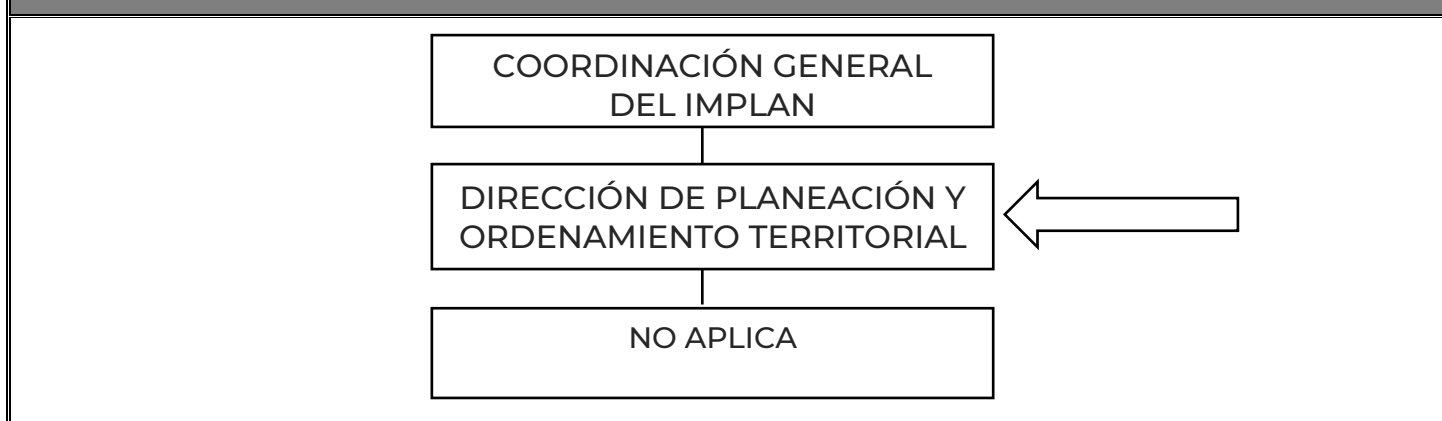 COORDINACIÓN GENERAL
DEL IMPLAN
DIRECCIÓN DE PLANEACIÓN Y
ORDENAMIENTO TERRITORIAL
NO APLICA